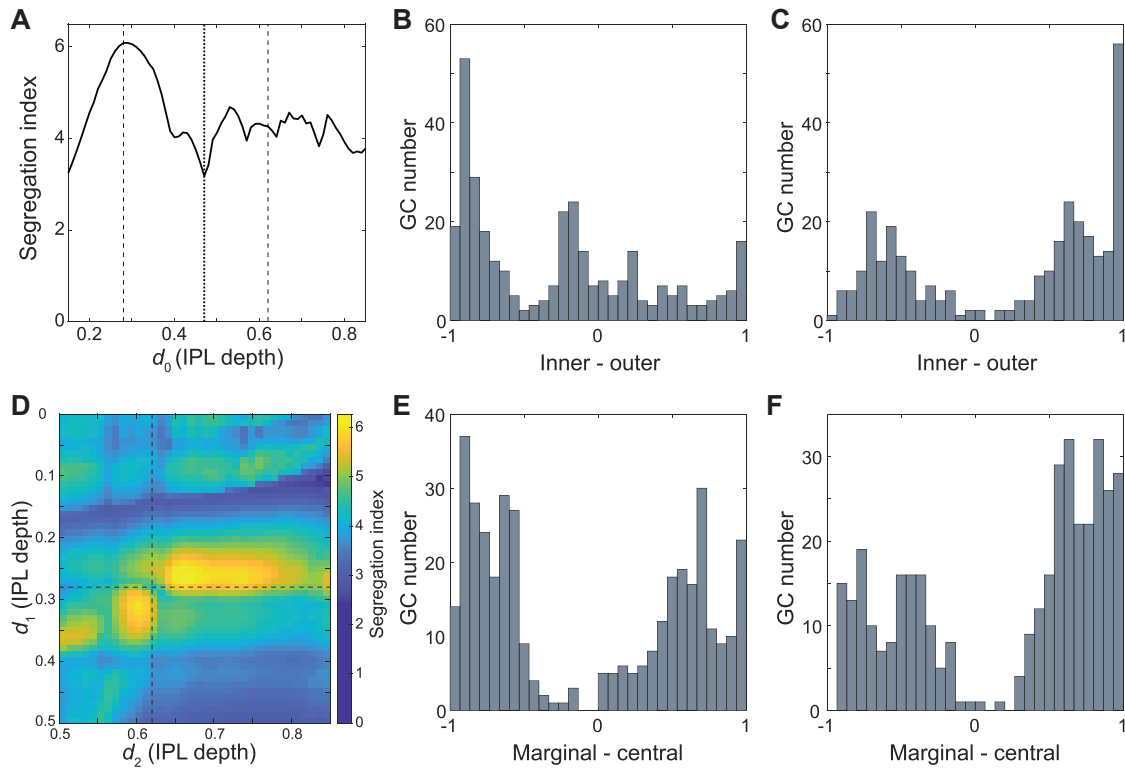 A
6
4
2
0
0.2
0.4
0.6
0.8
Segregation index
d0 (IPL depth)
B
60
40
20
0
-1
0
1
GC number
Inner - outer
C
60
40
20
0
-1
0
1
GC number
Inner - outer
D
0
0.1
0.2
0.3
0.4
0.5
0.5
0.6
0.7
0.8
d1 (IPL depth)
d2 (IPL depth)
6
5
4
3
2
1
0
Segregation index
E
40
30
20
10
0
-1
0
1
GC number
Marginal - central
F
30
20
10
0
-1
0
1
GC number
Marginal - central